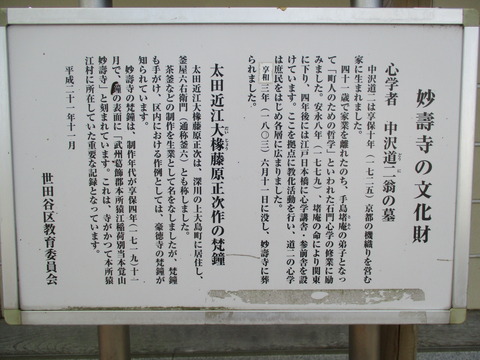 妙壽寺の文化財
心学者 中沢道二翁の墓
中沢道二は享保十年(一七二五)、京都の機織りを営む
家に生まれました。
四十一歳で家業を離れたのち、手島堵庵の弟子となっ
て「町人のための哲学」といわれた石門心学の修業に励
みました。安永八年(一七七九)、堵庵の命により関東
に下り、四年後には江戸日本橋に心学講舎・参前舎を設
けています。ここを拠点に教化活動を行い、道二の心学
は庶民をはじめ各層に広まりました。
享和三年(一八〇三)六月十一日に没し、妙壽寺に葬
られました。
太田近江大掾藤原正次作の梵鐘
太田近江大掾藤原正次は、深川の上大島町に居住し、
釜屋六右衛門(通称釜六)とも称しました。
茶釜などの制作を生業として名をなしましたが、梵鐘
も手がけ、区内における作例としては、豪徳寺の梵鐘が
知られています。
妙壽寺の梵鐘は、制作年代が享保四年(一七一九)十一
月で、の表面に「武州葛飾郡本所猿江稲荷別当本覚山
妙壽寺」と刻まれています。これは、寺がかつて本所猿
江村に所在していた重要な記録となっています。
平成二十一年十一月
世田谷区教育委員会